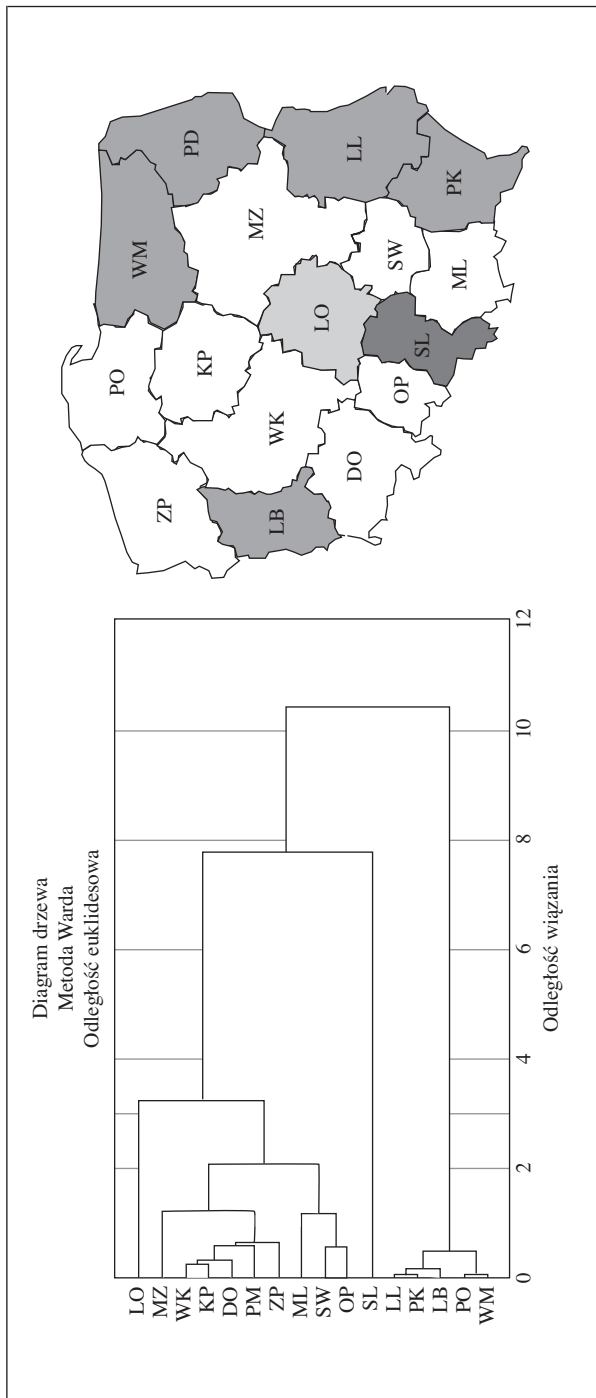 Diagram drzewa
Metoda Warda
Odległość euklidesowa
LO
MZ
WK
KP
DO
PM
ZP
ML
SW
OP
SL
LL
PK
LB
PO
WM
0 2 4 6 8 10 12
Odległość wiązania
ZP
PO
WM
PD
KP
MZ
LB
WK
LO
LL
DO
OP
SL
SW
ML
PK